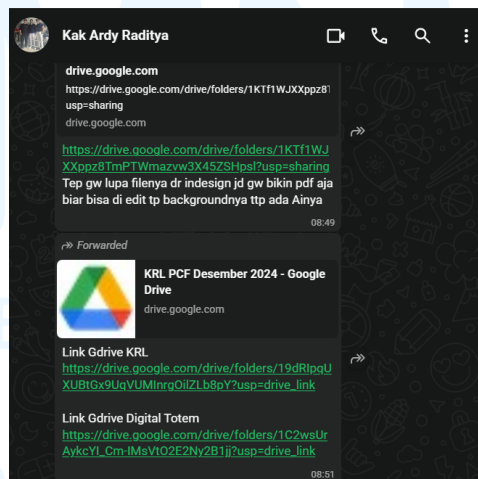 Kak Ardy Raditya
drive.google.com
https://drive.google.com/drive/folders/1KTf1WJXXppz8T
usp=sharing
drive.google.com
https://drive.google.com/drive/folders/1KTf1WJ
XXppz8TmPTWmazvw3X45ZSHpsl?usp=sharing
Tep gw lupa filenya dr indesign jd gw bikin pdf aja
biar bisa di edit tp backgroundnya ttp ada Ainya
08:49
Forwarded
KRL PCF Desember 2024 - Google
Drive
drive.google.com
Link Gdrive KRL
https://drive.google.com/drive/folders/19dRIpqU
XUBtGx9UqVUMInrgOilZLb8pY?usp=drive_link
Link Gdrive Digital Totem
https://drive.google.com/drive/folders/1C2wsUr
AykcYI_Cm-IMsVtO2E2Ny2B1jj?usp=drive_link
08:51